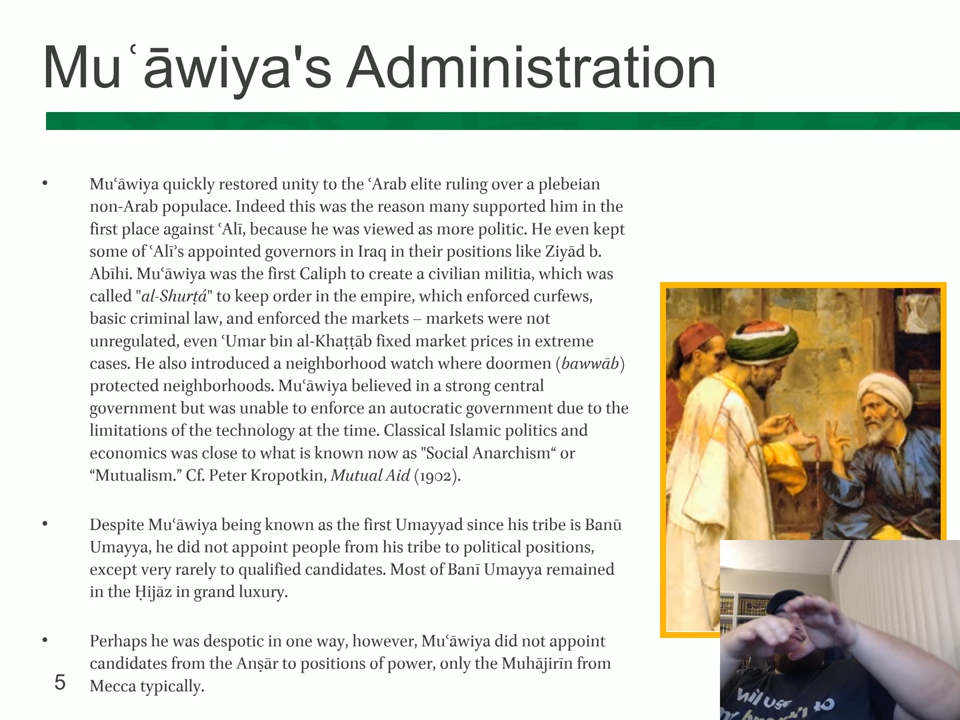 Muʿāwiya's Administration
• Muʿāwiya quickly restored unity to the ʿArab elite ruling over a plebeian
non-Arab populace. Indeed this was the reason many supported him in the
first place against ʿAlī, because he was viewed as more politic. He even kept
some of ʿAlī’s appointed governors in Iraq in their positions like Ziyād b.
Abīhi. Muʿāwiya was the first Caliph to create a civilian militia, which was
called "al-Shurṭá" to keep order in the empire, which enforced curfews,
basic criminal law, and enforced the markets – markets were not
unregulated, even ʿUmar bin al-Khaṭṭāb fixed market prices in extreme
cases. He also introduced a neighborhood watch where doormen (bawwāb)
protected neighborhoods. Muʿāwiya believed in a strong central
government but was unable to enforce an autocratic government due to the
limitations of the technology at the time. Classical Islamic politics and
economics was close to what is known now as "Social Anarchism“ or
“Mutualism.” Cf. Peter Kropotkin, Mutual Aid (1902).
• Despite Muʿāwiya being known as the first Umayyad since his tribe is Banū
Umayya, he did not appoint people from his tribe to political positions,
except very rarely to qualified candidates. Most of Banī Umayya remained
in the Ḥijāz in grand luxury.
• Perhaps he was despotic in one way, however, Muʿāwiya did not appoint
candidates from the Anṣār to positions of power, only the Muhājirīn from
Mecca typically.
5